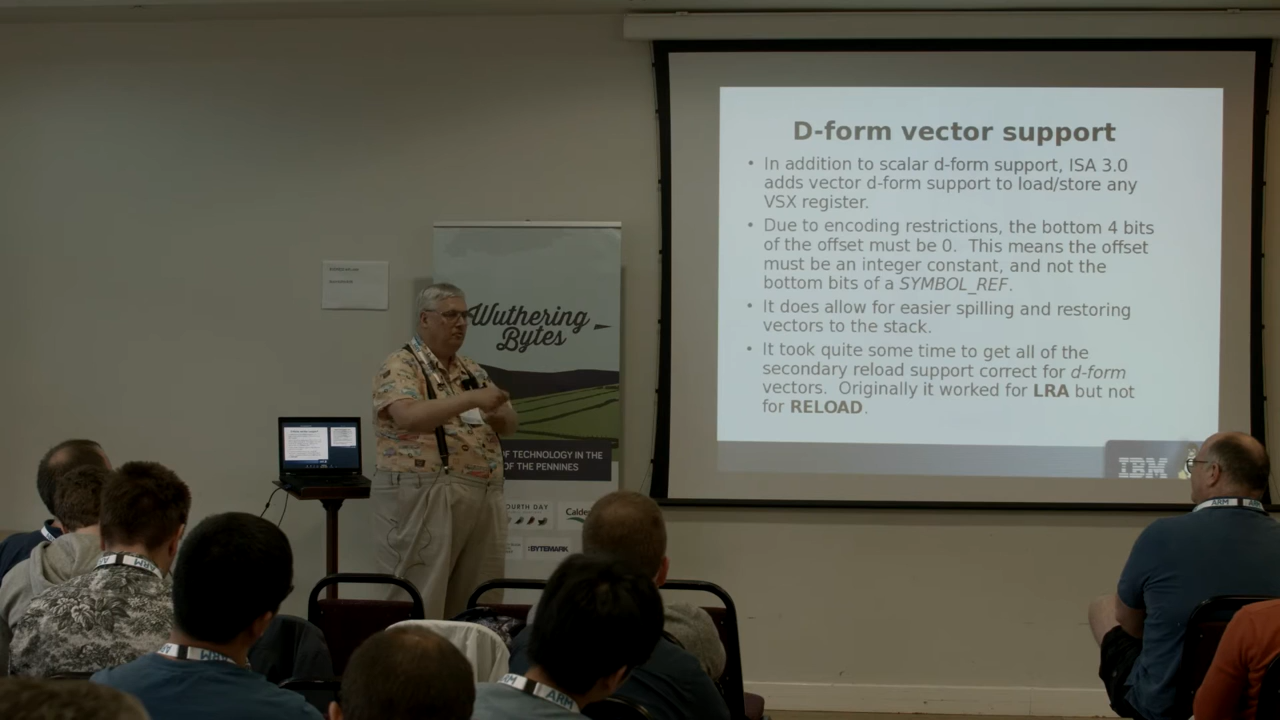 D-form vector support
• In addition to scalar d-form support, ISA 3.0
adds vector d-form support to load/store any
VSX register.
• Due to encoding restrictions, the bottom 4 bits
of the offset must be 0.  This means the offset
must be an integer constant, and not the
bottom bits of a SYMBOL_REF.
• It does allow for easier spilling and restoring
vectors to the stack.
• It took quite some time to get all of the
secondary reload support correct for d-form
vectors.  Originally it worked for LRA but not
for RELOAD.
IBM
Wuthering
Bytes
OF TECHNOLOGY IN THE
OF THE PENNINES
OURTH DAY
Calde
:BYTEMARK
ARM
ARM
ARM
ARM
ARM